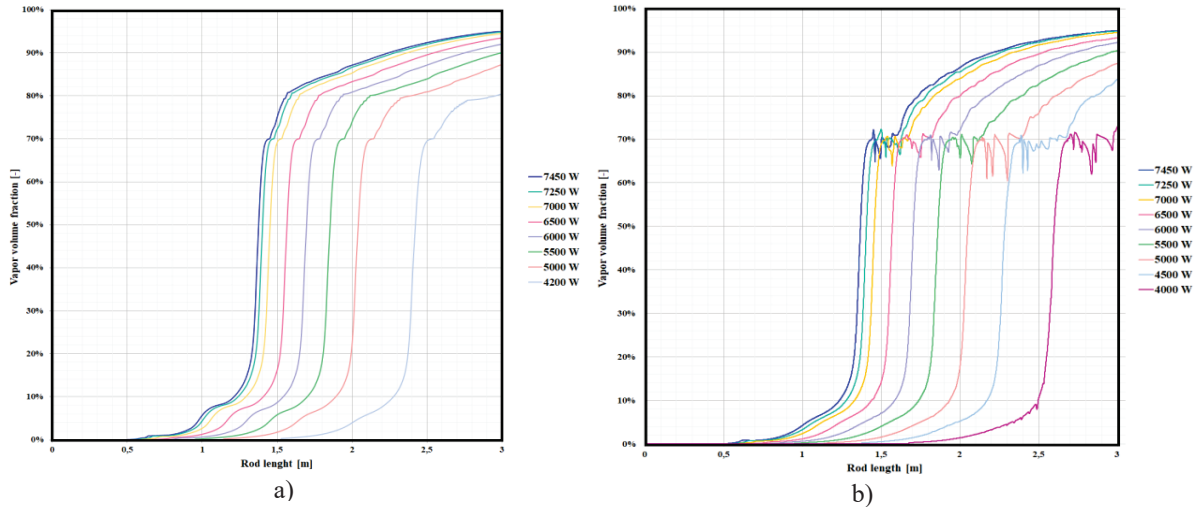 100%
90%
80%
70%
60%
50%
40%
30%
20%
10%
0%
Vapor volume fraction [-]
0
0,5
1
1,5
2
2,5
3
Rod lenght [m]
7450 W
7250 W
7000 W
6500 W
6000 W
5500 W
5000 W
4200 W
a)
100%
90%
80%
70%
60%
50%
40%
30%
20%
10%
0%
Vapor volume fraction [-]
0
0,5
1
1,5
2
2,5
3
Rod length [m]
7450 W
7250 W
7000 W
6500 W
6000 W
5500 W
5000 W
4500 W
4000 W
b)